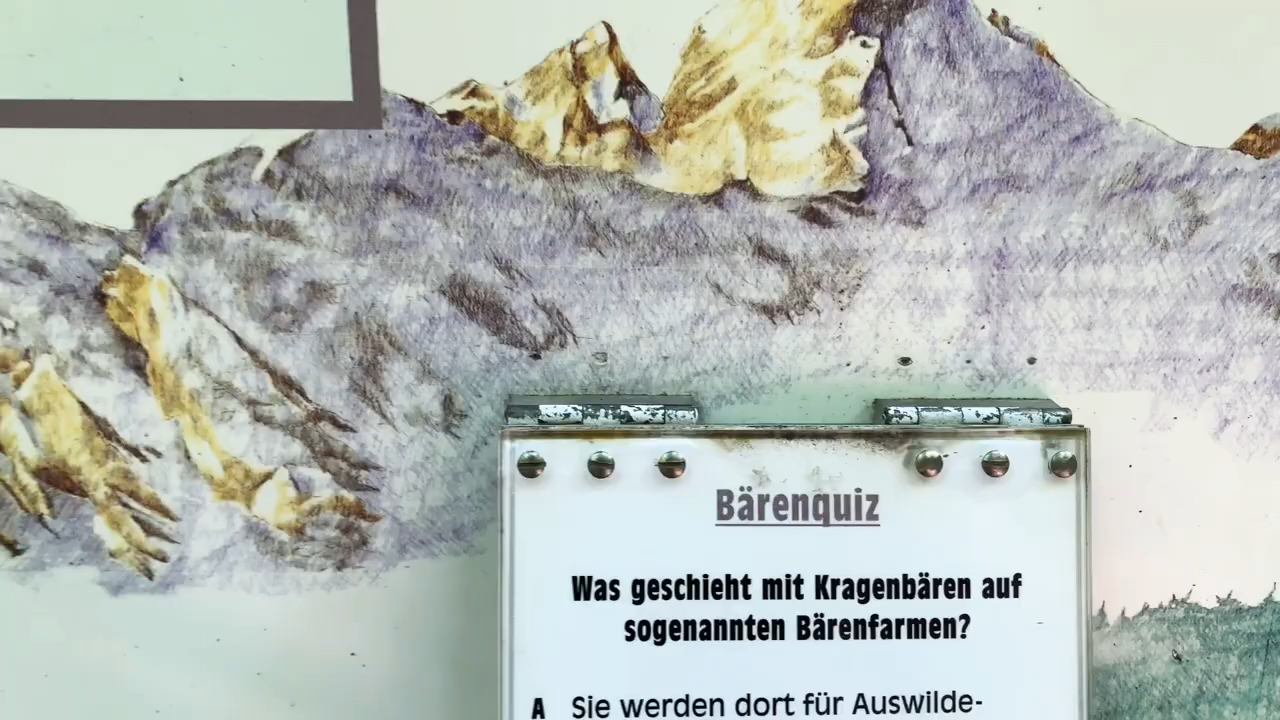 Bärenquiz
Was geschieht mit Kragenbären auf
sogenannten Bärenfarmen?
A Sie werden dort für Auswilde-